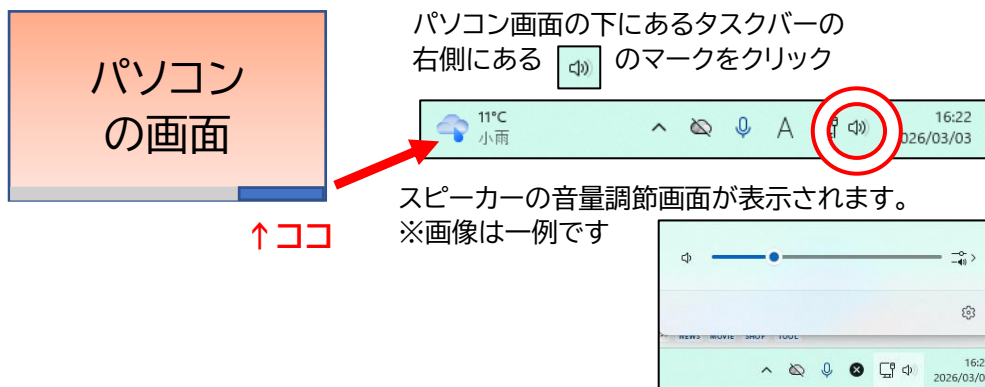 パソコン
の画面
↑ココ
パソコン画面の下にあるタスクバーの
右側にある のマークをクリック
11°C
小雨
A
16:22
026/03/03
スピーカーの音量調節画面が表示されます。
※画像は一例です
NEWS MOVIE SHOP TOOL
16:2
2026/03/0